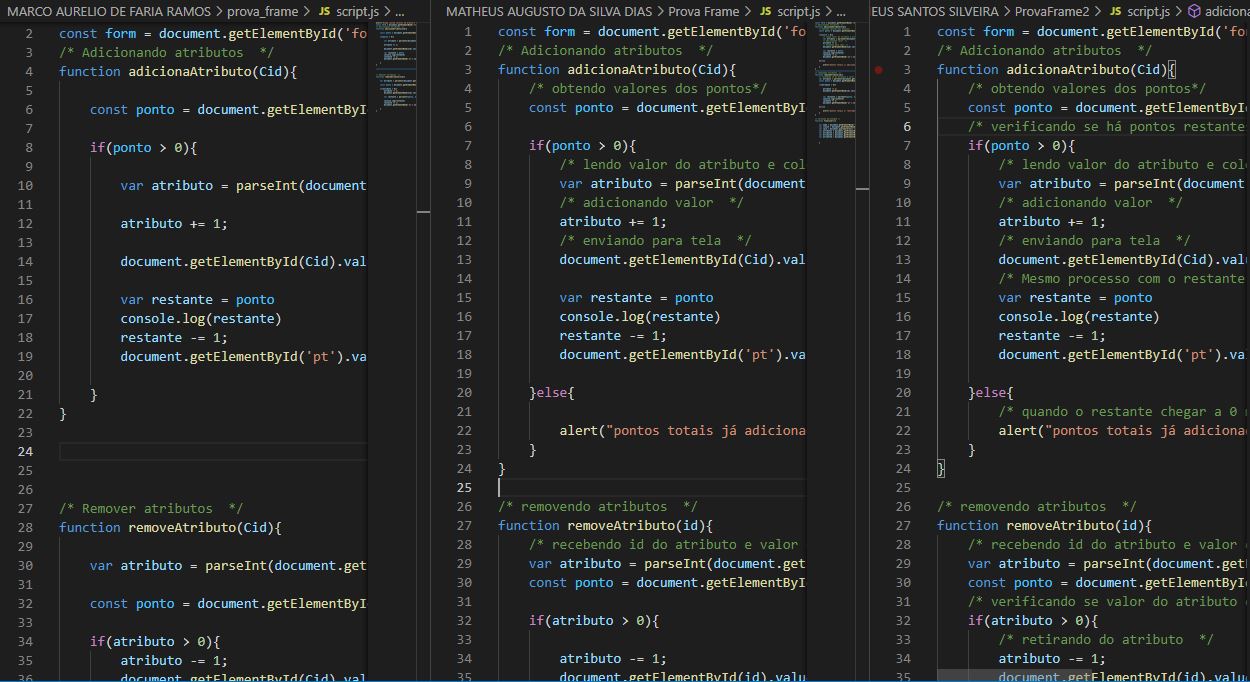 MARCO AURELIO DE FARIA RAMOS > prova_frame > JS script.js > ...
2 const form = document.getElementById('fo
3 /* Adicionando atributos */
4 function adicionaAtributo(Cid){
5
6 const ponto = document.getElementByI
7
8 if(ponto > 0){
9
10 var atributo = parseInt(document
11
12 atributo += 1;
13
14 document.getElementById(Cid).val
15
16 var restante = ponto
17 console.log(restante)
18 restante -= 1;
19 document.getElementById('pt').va
20
21 }
22 }
23
24
25
26
27 /* Remover atributos */
28 function removeAtributo(Cid){
29
30 var atributo = parseInt(document.get
31
32 const ponto = document.getElementByI
33
34 if(atributo > 0){
35 atributo -= 1;
36 document.getElementById(Cid).val
MATHEUS AUGUSTO DA SILVA DIAS > Prova Frame > JS script.js > ...
1 const form = document.getElementById('fo
2 /* Adicionando atributos */
3 function adicionaAtributo(Cid){
4 /* obtendo valores dos pontos*/
5 const ponto = document.getElementByI
6
7 if(ponto > 0){
8 /* lendo valor do atributo e col
9 var atributo = parseInt(document
10 /* adicionando valor */
11 atributo += 1;
12 /* enviando para tela */
13 document.getElementById(Cid).val
14
15 var restante = ponto
16 console.log(restante)
17 restante -= 1;
18 document.getElementById('pt').va
19
20 }else{
21
22 alert("pontos totais já adiciona
23 }
24 }
25
26 /* removendo atributos */
27 function removeAtributo(id){
28 /* recebendo id do atributo e valor
29 var atributo = parseInt(document.get
30 const ponto = document.getElementByI
31
32 if(atributo > 0){
33
34 atributo -= 1;
35 document.getElementById(id).valu
EUS SANTOS SILVEIRA > ProvaFrame2 > JS script.js > adiciona
1 const form = document.getElementById('fo
2 /* Adicionando atributos */
3 function adicionaAtributo(Cid){
4 /* obtendo valores dos pontos*/
5 const ponto = document.getElementByI
6 /* verificando se há pontos restante
7 if(ponto > 0){
8 /* lendo valor do atributo e colo
9 var atributo = parseInt(document
10 /* adicionando valor */
11 atributo += 1;
12 /* enviando para tela */
13 document.getElementById(Cid).valu
14 /* Mesmo processo com o restante
15 var restante = ponto
16 console.log(restante)
17 restante -= 1;
18 document.getElementById('pt').va
19
20 }else{
21 /* quando o restante chegar a 0
22 alert("pontos totais já adiciona
23 }
24 }
25
26 /* removendo atributos */
27 function removeAtributo(id){
28 /* recebendo id do atributo e valor
29 var atributo = parseInt(document.get
30 const ponto = document.getElementByI
31 /* verificando se valor do atributo
32 if(atributo > 0){
33 /* retirando do atributo */
34 atributo -= 1;
35 document.getElementById(id).valu